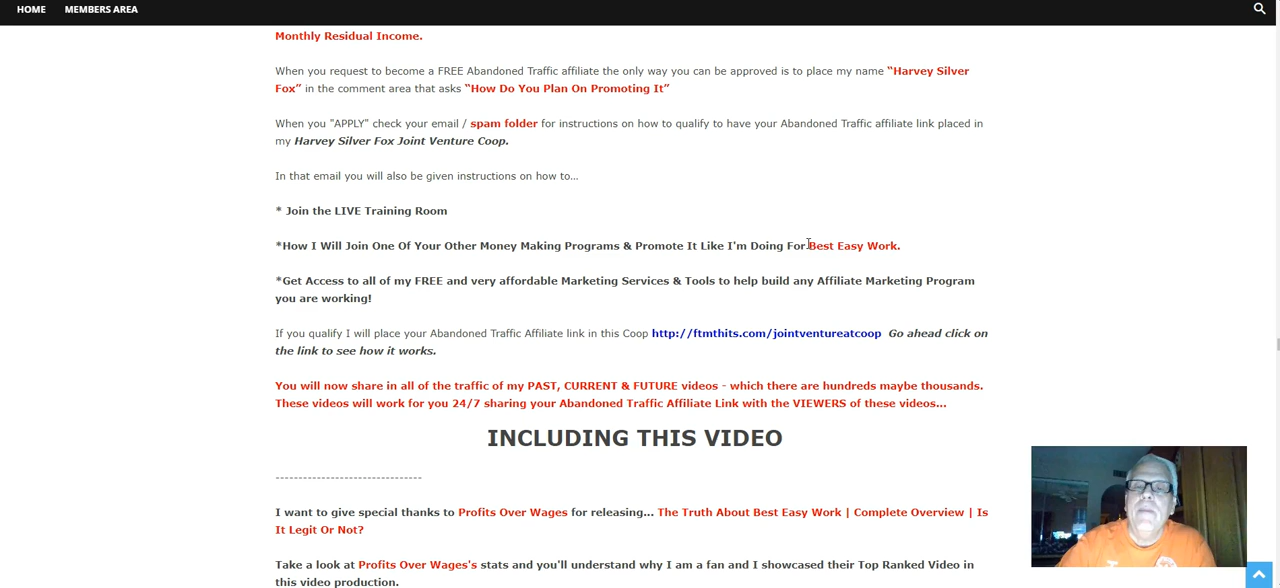 HOME MEMBERS AREA
Monthly Residual Income.
When you request to become a FREE Abandoned Traffic affiliate the only way you can be approved is to place my name “Harvey Silver
Fox” in the comment area that asks “How Do You Plan On Promoting It”
When you "APPLY" check your email / spam folder for instructions on how to qualify to have your Abandoned Traffic affiliate link placed in
my Harvey Silver Fox Joint Venture Coop.
In that email you will also be given instructions on how to…
* Join the LIVE Training Room
*How I Will Join One Of Your Other Money Making Programs & Promote It Like I'm Doing For Best Easy Work.
*Get Access to all of my FREE and very affordable Marketing Services & Tools to help build any Affiliate Marketing Program
you are working!
If you qualify I will place your Abandoned Traffic Affiliate link in this Coop http://ftmthits.com/jointventureatcoop Go ahead click on
the link to see how it works.
You will now share in all of the traffic of my PAST, CURRENT & FUTURE videos - which there are hundreds maybe thousands.
These videos will work for you 24/7 sharing your Abandoned Traffic Affiliate Link with the VIEWERS of these videos...
INCLUDING THIS VIDEO
--------------------------------
I want to give special thanks to Profits Over Wages for releasing... The Truth About Best Easy Work | Complete Overview | Is
It Legit Or Not?
Take a look at Profits Over Wages's stats and you'll understand why I am a fan and I showcased their Top Ranked Video in
this video production.